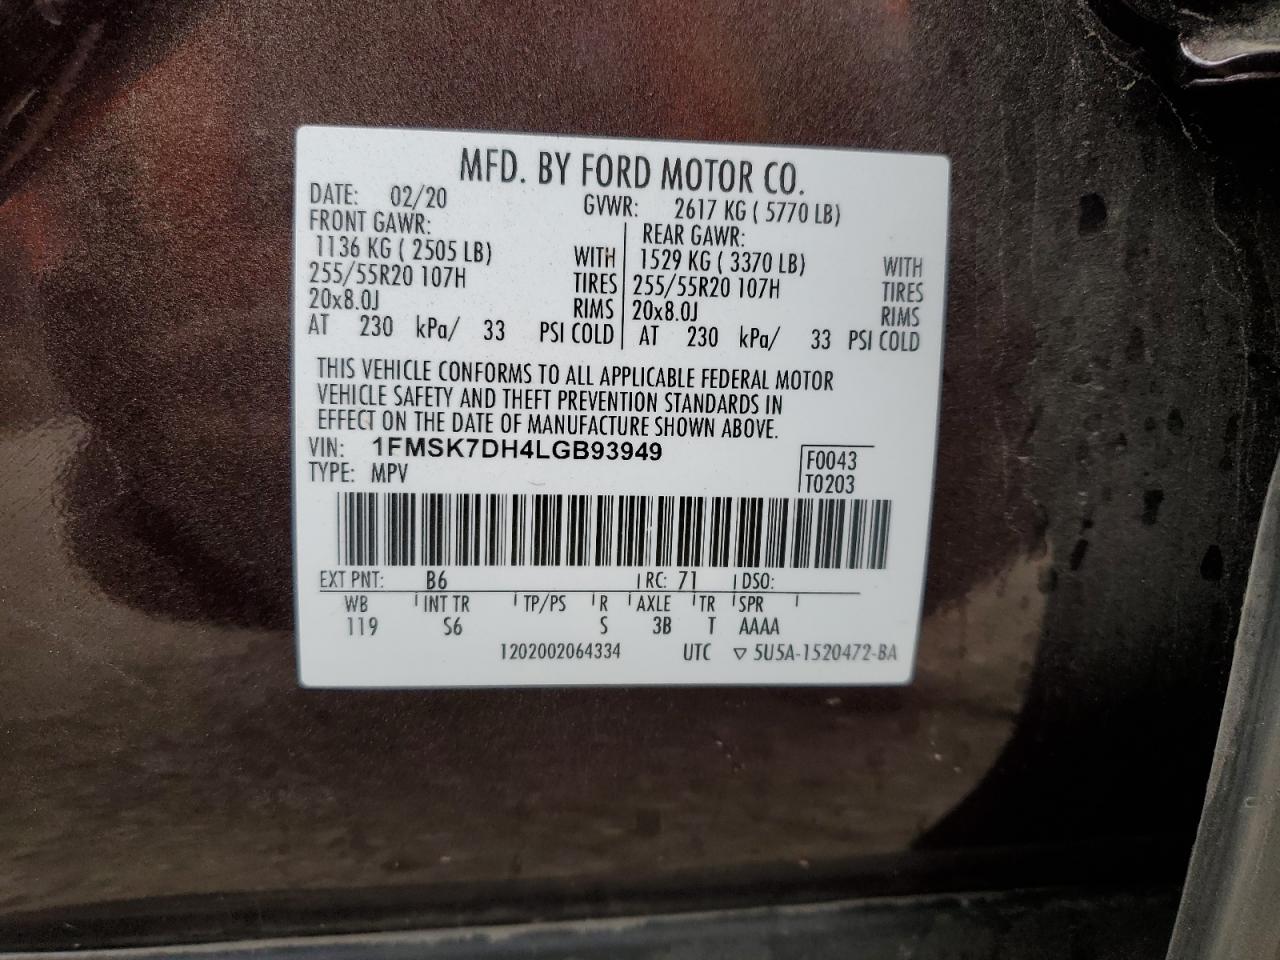 MFD. BY FORD MOTOR CO.
DATE: 02/20 GVWR: 2617 KG ( 5770 LB)
FRONT GAWR: REAR GAWR:
1136 KG ( 2505 LB) WITH 1529 KG ( 3370 LB) WITH
255/55R20 107H TIRES 255/55R20 107H TIRES
20x8.0J RIMS 20x8.0J RIMS
AT 230 kPa/ 33 PSI COLD AT 230 kPa/ 33 PSI COLD
THIS VEHICLE CONFORMS TO ALL APPLICABLE FEDERAL MOTOR
VEHICLE SAFETY AND THEFT PREVENTION STANDARDS IN
EFFECT ON THE DATE OF MANUFACTURE SHOWN ABOVE.
VIN: 1FMSK7DH4LGB93949 F0043
TYPE: MPV T0203
EXT PNT: B6 RC: 71 DSO:
WB INT TR TP/PS R AXLE TR SPR
119 S6 S 3B T AAAA
1202002064334 UTC ▽ 5U5A-1520472-BA